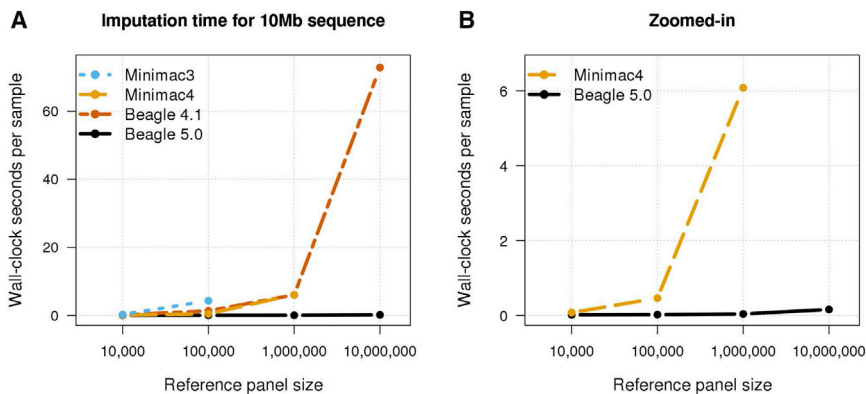 A
Imputation time for 10Mb sequence
Wall-clock seconds per sample
60
40
20
0
Minimac3
Minimac4
Beagle 4.1
Beagle 5.0
10,000 100,000 1,000,000 10,000,000
Reference panel size
B
Zoomed-in
Wall-clock seconds per sample
6
4
2
0
Minimac4
Beagle 5.0
10,000 100,000 1,000,000 10,000,000
Reference panel size